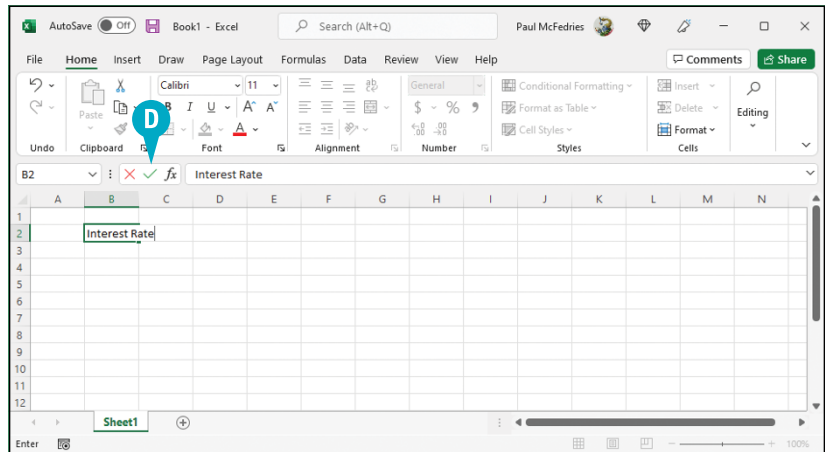 AutoSave Off Book1 - Excel Search (Alt+Q) Paul McFedries
File Home Insert Draw Page Layout Formulas Data Review View Help Comments Share
Calibri 11 General Conditional Formatting Insert
Paste B I U A^ A˅ $ % 9 Format as Table Delete Editing
D A Cell Styles Format
Undo Clipboard Font Alignment Number Styles Cells
B2 fx Interest Rate
A B C D E F G H I J K L M N
1
2 Interest Rate
3
4
5
6
7
8
9
10
11
12
Sheet1
Enter 100%